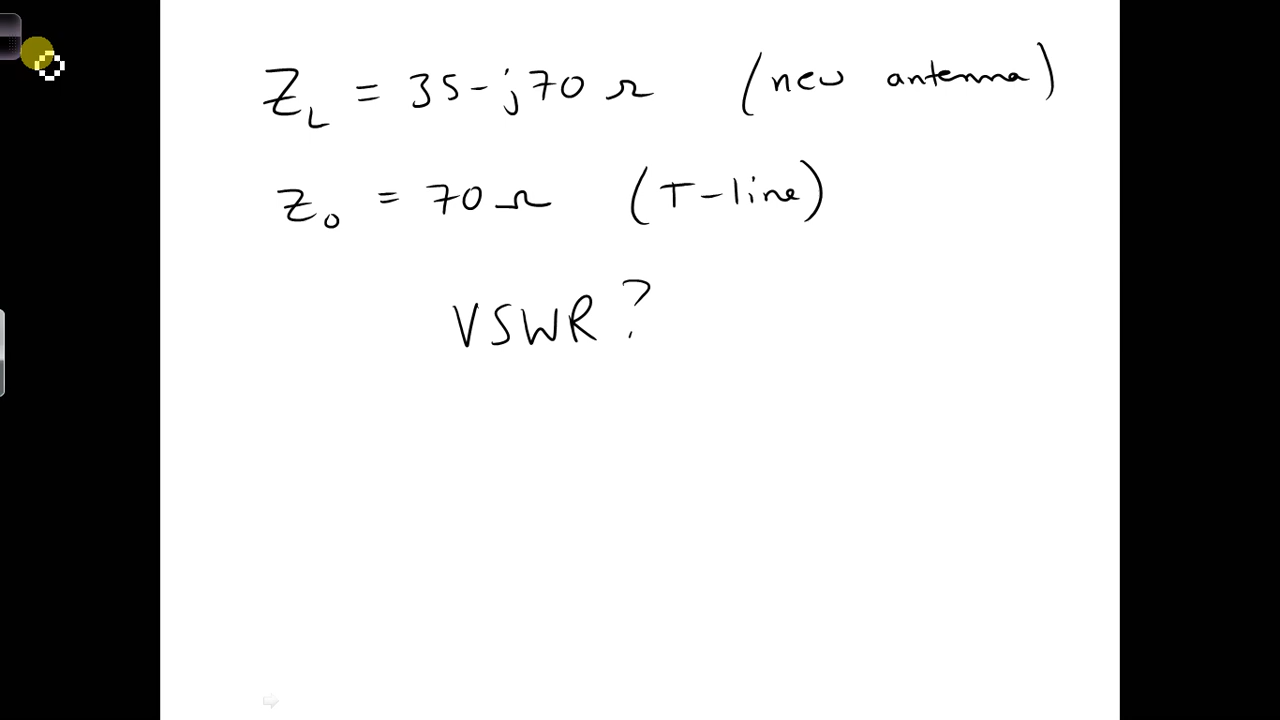 Z_L = 35 - j70 Ω (new antenna)
Z_0 = 70 Ω (T-line)
VSWR?